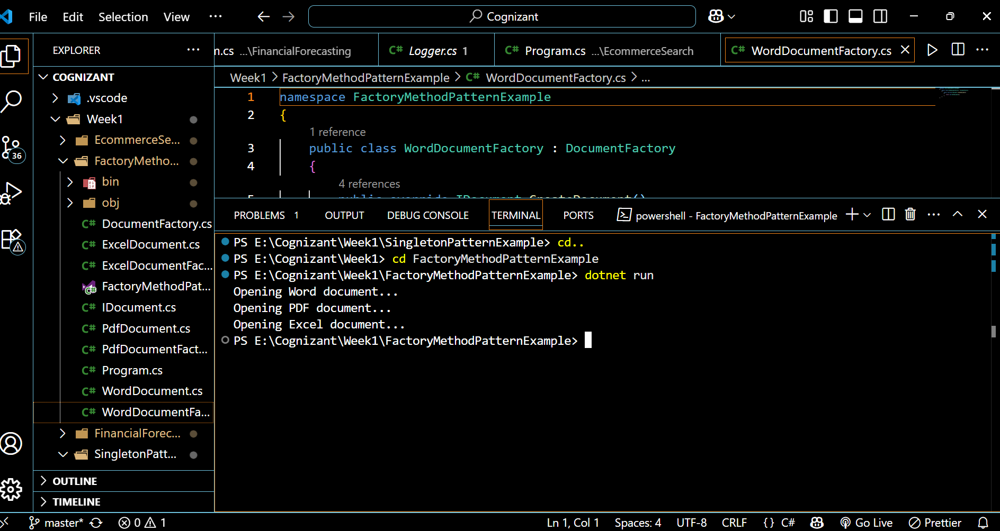 File Edit Selection View ··· Cognizant
EXPLORER ···
COGNIZANT
.vscode
Week1
EcommerceSe...
FactoryMetho...
bin
obj
C# DocumentFactory.cs
C# ExcelDocument.cs
C# ExcelDocumentFac...
FactoryMethodPat...
C# IDocument.cs
C# PdfDocument.cs
C# PdfDocumentFact...
C# Program.cs
C# WordDocument.cs
C# WordDocumentFa...
FinancialForec...
SingletonPatt...
OUTLINE
TIMELINE
36
m.cs ...\FinancialForecasting C# Logger.cs 1 C# Program.cs ...\EcommerceSearch C# WordDocumentFactory.cs
Week1 > FactoryMethodPatternExample > C# WordDocumentFactory.cs > ...
1 namespace FactoryMethodPatternExample
2 {
1 reference
3 public class WordDocumentFactory : DocumentFactory
4 {
4 references
5 public override IDocument CreateDocument()
PROBLEMS 1 OUTPUT DEBUG CONSOLE TERMINAL PORTS powershell - FactoryMethodPatternExample
PS E:\Cognizant\Week1\SingletonPatternExample> cd..
PS E:\Cognizant\Week1> cd FactoryMethodPatternExample
PS E:\Cognizant\Week1\FactoryMethodPatternExample> dotnet run
Opening Word document...
Opening PDF document...
Opening Excel document...
PS E:\Cognizant\Week1\FactoryMethodPatternExample>
master* 0 1 Ln 1, Col 1 Spaces: 4 UTF-8 CRLF {} C# Go Live Prettier